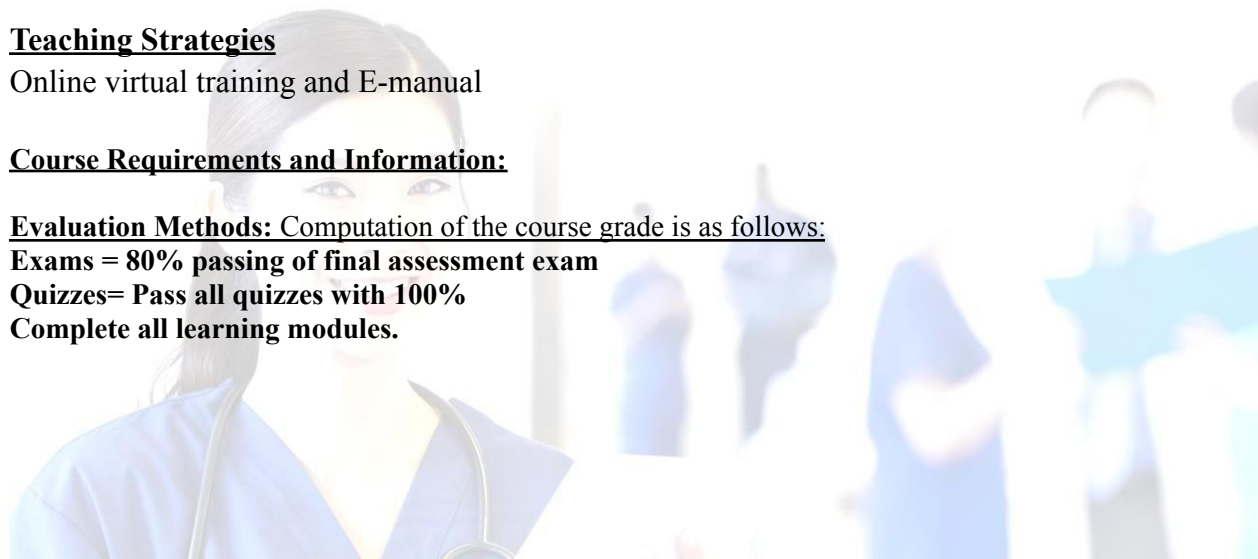 Teaching Strategies
Online virtual training and E-manual
Course Requirements and Information:
Evaluation Methods: Computation of the course grade is as follows:
Exams = 80% passing of final assessment exam
Quizzes= Pass all quizzes with 100%
Complete all learning modules.